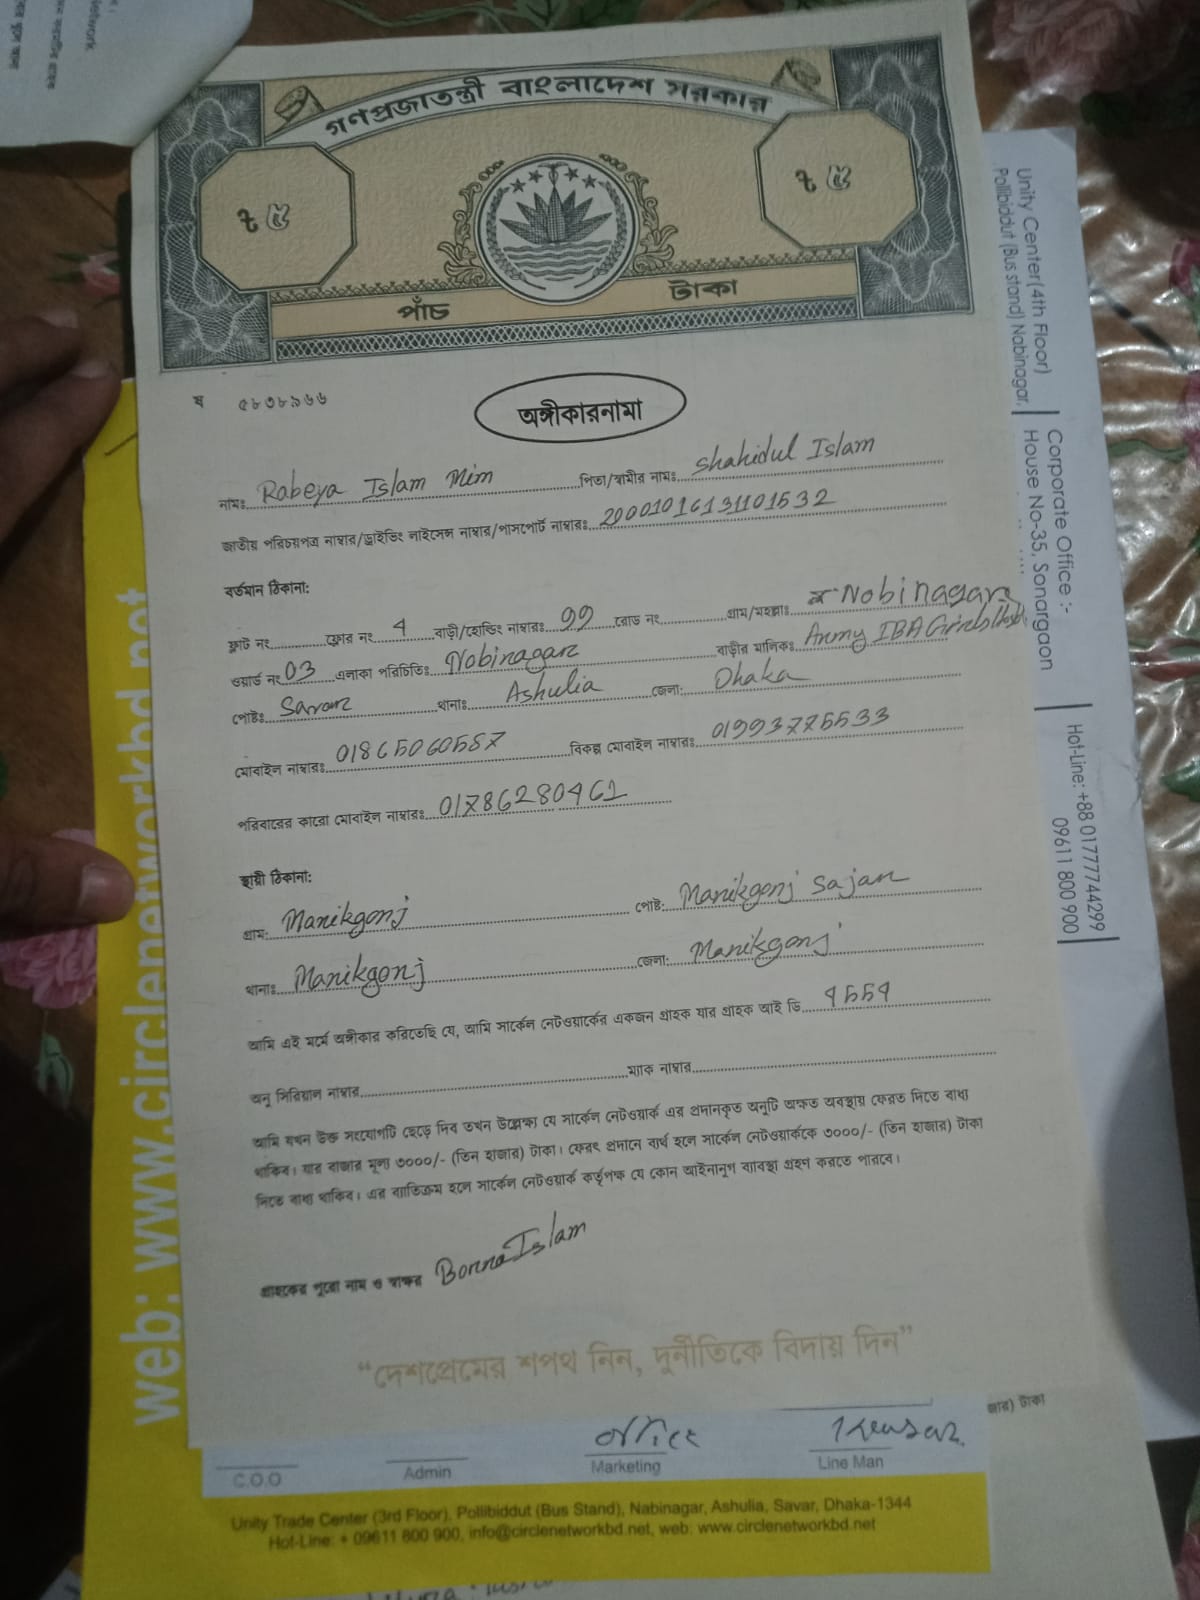 গণপ্রজাতন্ত্রী বাংলাদেশ সরকার
৳ ৫
৳ ৫
পাঁচ টাকা
ষ ৫৮৩৮৯৬৬
অঙ্গীকারনামা
নামঃ Rabeya Islam Mim পিতা/স্বামীর নামঃ Shahidul Islam
জাতীয় পরিচয়পত্র নাম্বার/ড্রাইভিং লাইসেন্স নাম্বার/পাসপোর্ট নাম্বারঃ 20001016131101532
বর্তমান ঠিকানা:
ফ্লাট নং ফ্লোর নং 4 বাড়ী/হোল্ডিং নাম্বারঃ 99 রোড নং গ্রাম/মহল্লাঃ Nobinagar
ওয়ার্ড নং 03 এলাকা পরিচিতিঃ Nobinagar বাড়ীর মালিকঃ Army IBA Girls
পোষ্টঃ Savar থানাঃ Ashulia জেলা: Dhaka
মোবাইল নাম্বারঃ 01865060557 বিকল্প মোবাইল নাম্বারঃ 01993775533
পরিবারের কারো মোবাইল নাম্বারঃ 01786280461
স্থায়ী ঠিকানা:
গ্রাম: Manikgonj পোষ্ট: Manikgonj Sajan
থানাঃ Manikgonj জেলা: Manikgonj
আমি এই মর্মে অঙ্গীকার করিতেছি যে, আমি সার্কেল নেটওয়ার্কের একজন গ্রাহক যার গ্রাহক আই ডি 4554
অনু সিরিয়াল নাম্বার ম্যাক নাম্বার
আমি যখন উক্ত সংযোগটি ছেড়ে দিব তখন উল্লেক্ষ্য যে সার্কেল নেটওয়ার্ক এর প্রদানকৃত অনুটি অক্ষত অবস্থায় ফেরত দিতে বাধ্য
থাকিব। যার বাজার মূল্য ৩০০০/- (তিন হাজার) টাকা। ফেরৎ প্রদানে ব্যর্থ হলে সার্কেল নেটওয়ার্ককে ৩০০০/- (তিন হাজার) টাকা
দিতে বাধ্য থাকিব। এর ব্যতিক্রম হলে সার্কেল নেটওয়ার্ক কর্তৃপক্ষ যে কোন আইনানুগ ব্যাবস্থা গ্রহণ করতে পারবে।
গ্রাহকের পুরো নাম ও স্বাক্ষর Bonna Islam
“দেশপ্রেমের শপথ নিন, দুর্নীতিকে বিদায় দিন”
হাজার) টাকা
office
C.O.O Admin Marketing Line Man
Unity Trade Center (3rd Floor), Pollibiddut (Bus Stand), Nabinagar, Ashulia, Savar, Dhaka-1344
Hot-Line: + 09611 800 900, info@circlenetworkbd.net, web: www.circlenetworkbd.net
web: www.circlenetworkbd.net
Unity Center(4th Floor)
Pollibiddut (Bus stand) Nabinagar,
Corporate Office :-
House No-35, Sonargaon
Hot-Line: +88 01777744299
09611 800 900